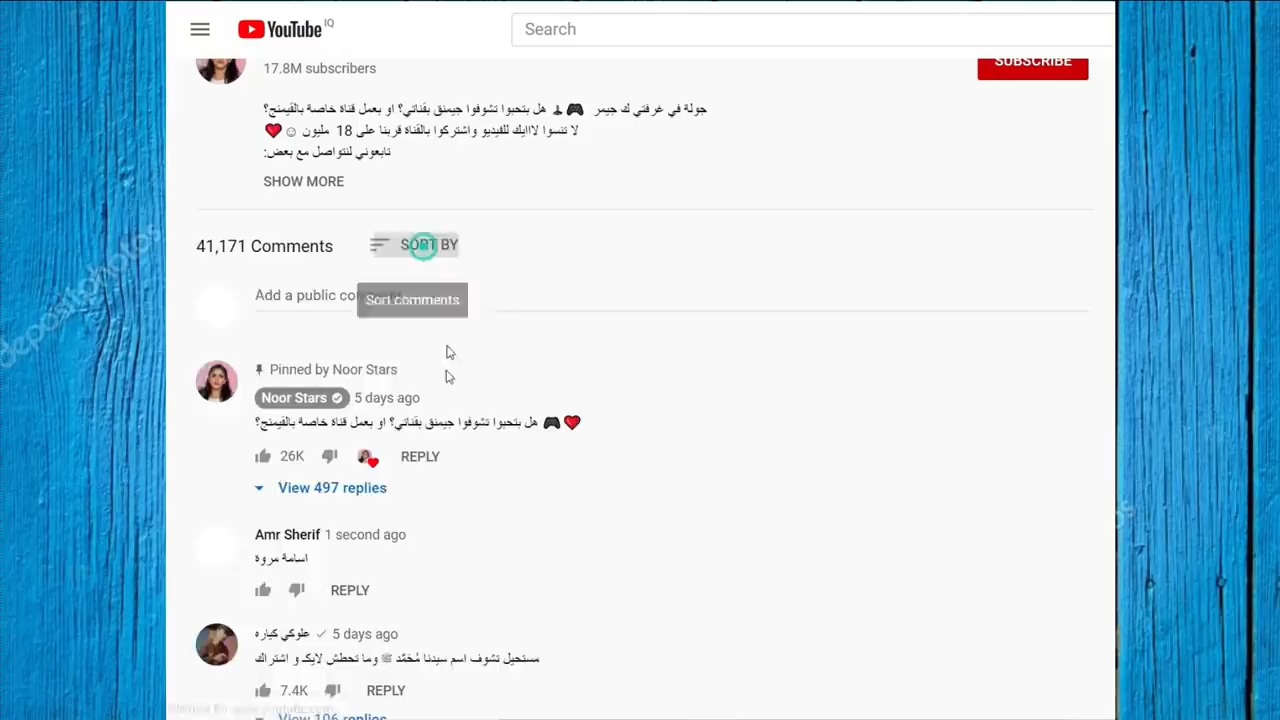 YouTube IQ
Search
17.8M subscribers
SUBSCRIBE
جولة في غرفتي ك جيمر 🎮🕹 هل بتحبوا تشوفوا جيمنق بقناتي؟ او بعمل قناة خاصة بالقيمنج؟
لا تنسوا لااايك للفيديو واشتركوا بالقناة قربنا على 18 مليون ☺❤
تابعوني لنتواصل مع بعض:
SHOW MORE
41,171 Comments
SORT BY
Add a public
Sort comments
Pinned by Noor Stars
Noor Stars 5 days ago
هل بتحبوا تشوفوا جيمنق بقناتي؟ او بعمل قناة خاصة بالقيمنج؟ 🎮❤
26K REPLY
View 497 replies
Amr Sherif 1 second ago
اسامة مروة
REPLY
علوكي كياره 5 days ago
مستحيل تشوف اسم سيدنا مُحَمَّد ﷺ وما تحطش لايك و اشتراك
7.4K REPLY
View 106 replies
depositphotos